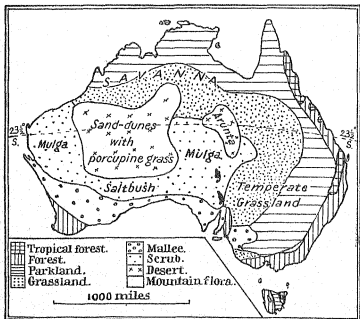 SAVANNA
Sand-dunes
with
porcupine grass
Arunta
23½°
S.
23½°
S.
Mulga
Mulga
Saltbush
Temperate
Grassland
Tropical forest.
Forest.
Parkland.
Grassland.
Mallee.
Scrub.
Desert.
Mountain flora.
1000 miles